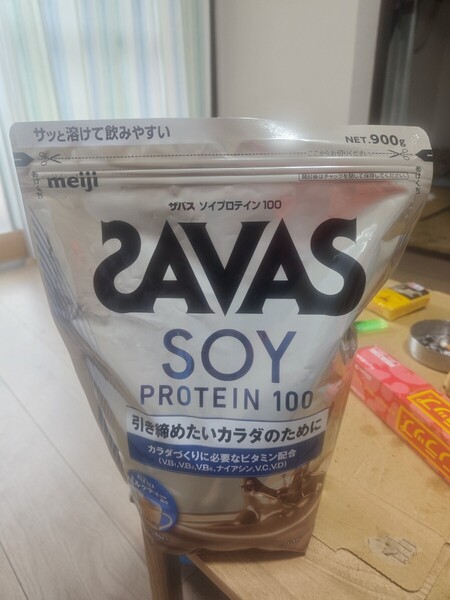 サッと溶けて飲みやすい
NET.900g
meiji
ザバス ソイプロテイン100
SAVAS
SOY
PROTEIN 100
引き締めたいカラダのために
カラダづくりに必要なビタミン配合
(V.B₁,V.B₂,V.B₆,ナイアシン,V.C,V.D)